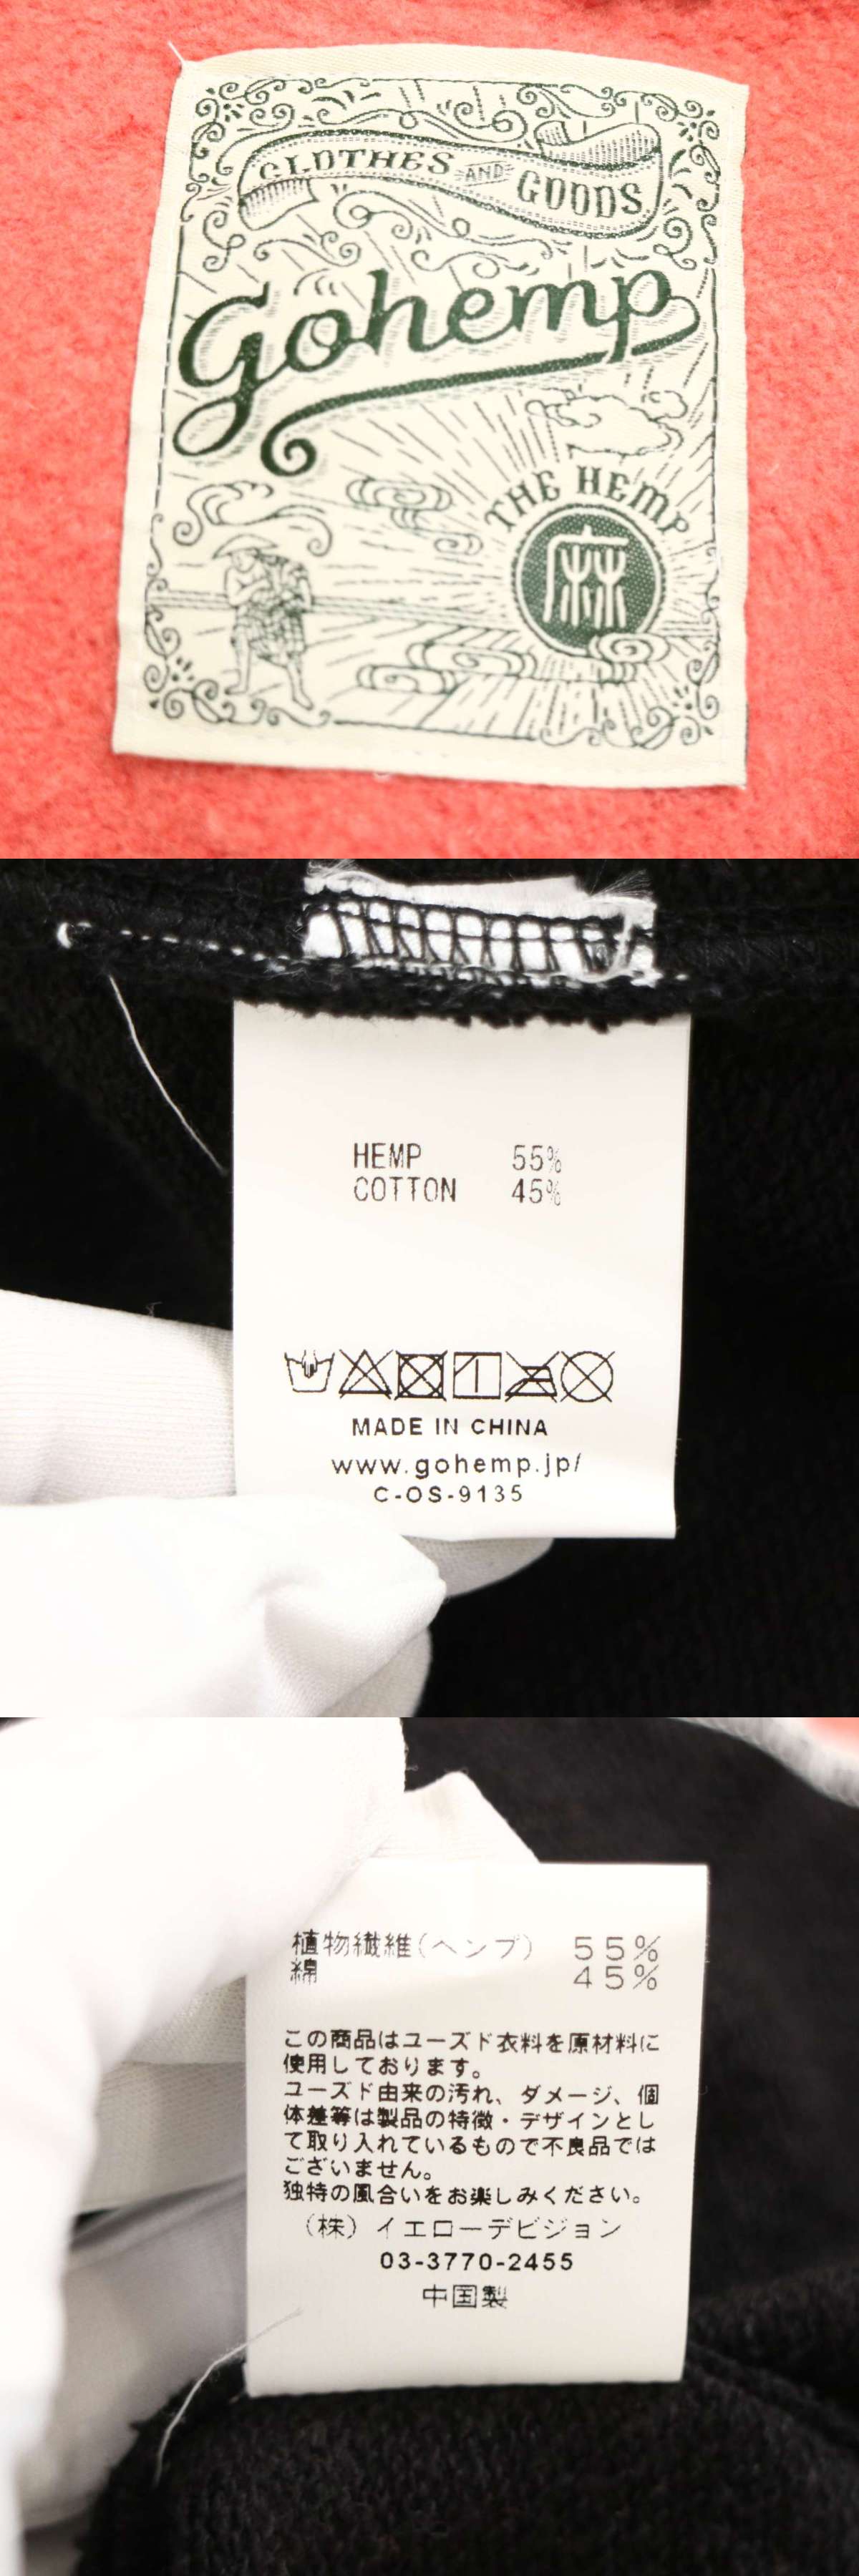 CLOTHES AND GOODS
Gohemp
THE HEMP
麻
HEMP 55%
COTTON 45%
MADE IN CHINA
www.gohemp.jp/
C-OS-9135
植物繊維(ヘンプ) 55%
綿 45%
この商品はユーズド衣料を原材料に
使用しております。
ユーズド由来の汚れ、ダメージ、個
体差等は製品の特徴・デザインとし
て取り入れているもので不良品では
ございません。
独特の風合いをお楽しみください。
(株)イエローデビジョン
03-3770-2455
中国製